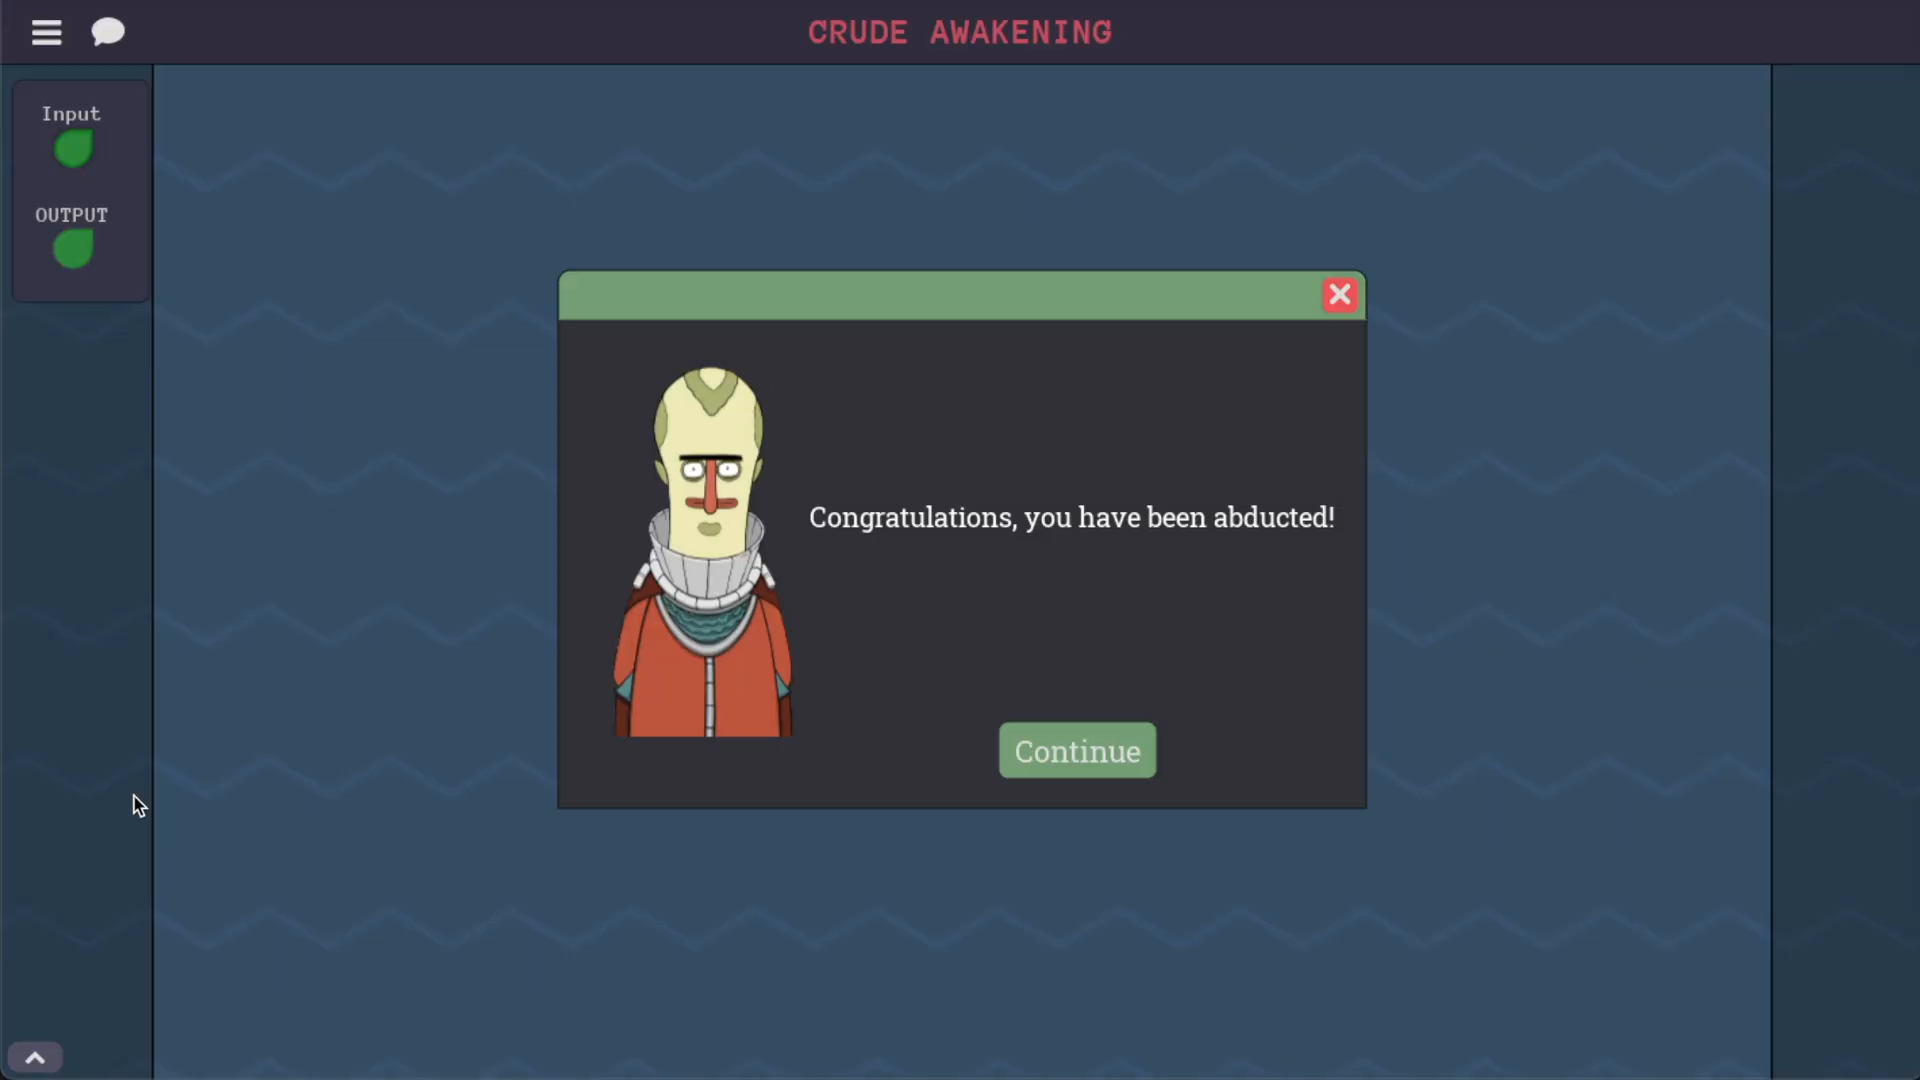 CRUDE AWAKENING
Input
OUTPUT
Congratulations, you have been abducted!
Continue